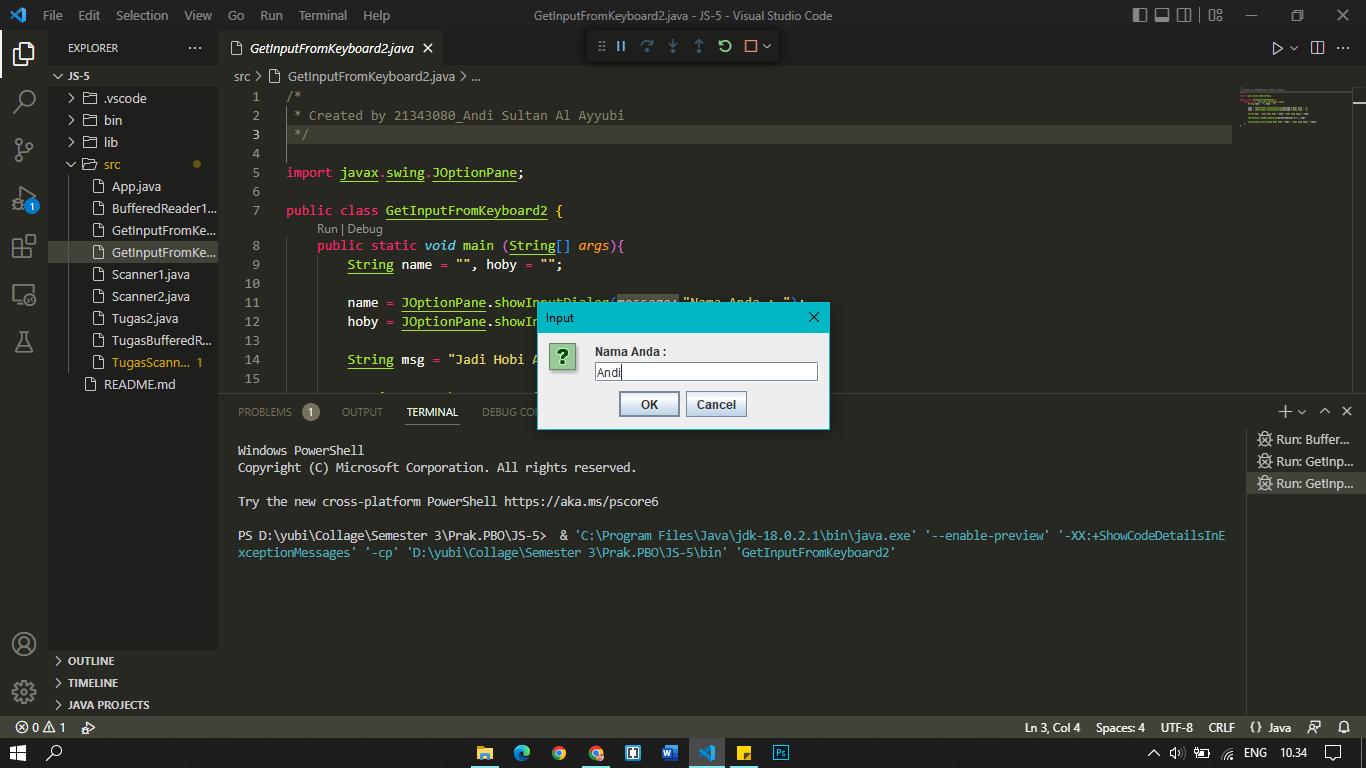 File Edit Selection View Go Run Terminal Help
GetInputFromKeyboard2.java - JS-5 - Visual Studio Code
EXPLORER
JS-5
.vscode
bin
lib
src
App.java
BufferedReader1...
GetInputFromKe...
GetInputFromKe...
Scanner1.java
Scanner2.java
Tugas2.java
TugasBufferedR...
TugasScann... 1
README.md
OUTLINE
TIMELINE
JAVA PROJECTS
1
GetInputFromKeyboard2.java
src > GetInputFromKeyboard2.java > ...
1 /*
2 * Created by 21343080_Andi Sultan Al Ayyubi
3 */
4
5 import javax.swing.JOptionPane;
6
7 public class GetInputFromKeyboard2 {
Run | Debug
8 public static void main (String[] args){
9 String name = "", hoby = "";
10
11 name = JOptionPane.showInputDialog(message: "Nama Anda : ");
12 hoby = JOptionPane.showIn
13
14 String msg = "Jadi Hobi A
15
Input
Nama Anda :
Andi
OK Cancel
PROBLEMS 1 OUTPUT TERMINAL DEBUG CON
Windows PowerShell
Copyright (C) Microsoft Corporation. All rights reserved.
Try the new cross-platform PowerShell https://aka.ms/pscore6
PS D:\yubi\Collage\Semester 3\Prak.PBO\JS-5> & 'C:\Program Files\Java\jdk-18.0.2.1\bin\java.exe' '--enable-preview' '-XX:+ShowCodeDetailsInE
xceptionMessages' '-cp' 'D:\yubi\Collage\Semester 3\Prak.PBO\JS-5\bin' 'GetInputFromKeyboard2'
Run: Buffer...
Run: GetInp...
Run: GetInp...
0 1
Ln 3, Col 4 Spaces: 4 UTF-8 CRLF {} Java
W Ps
ENG 10.34